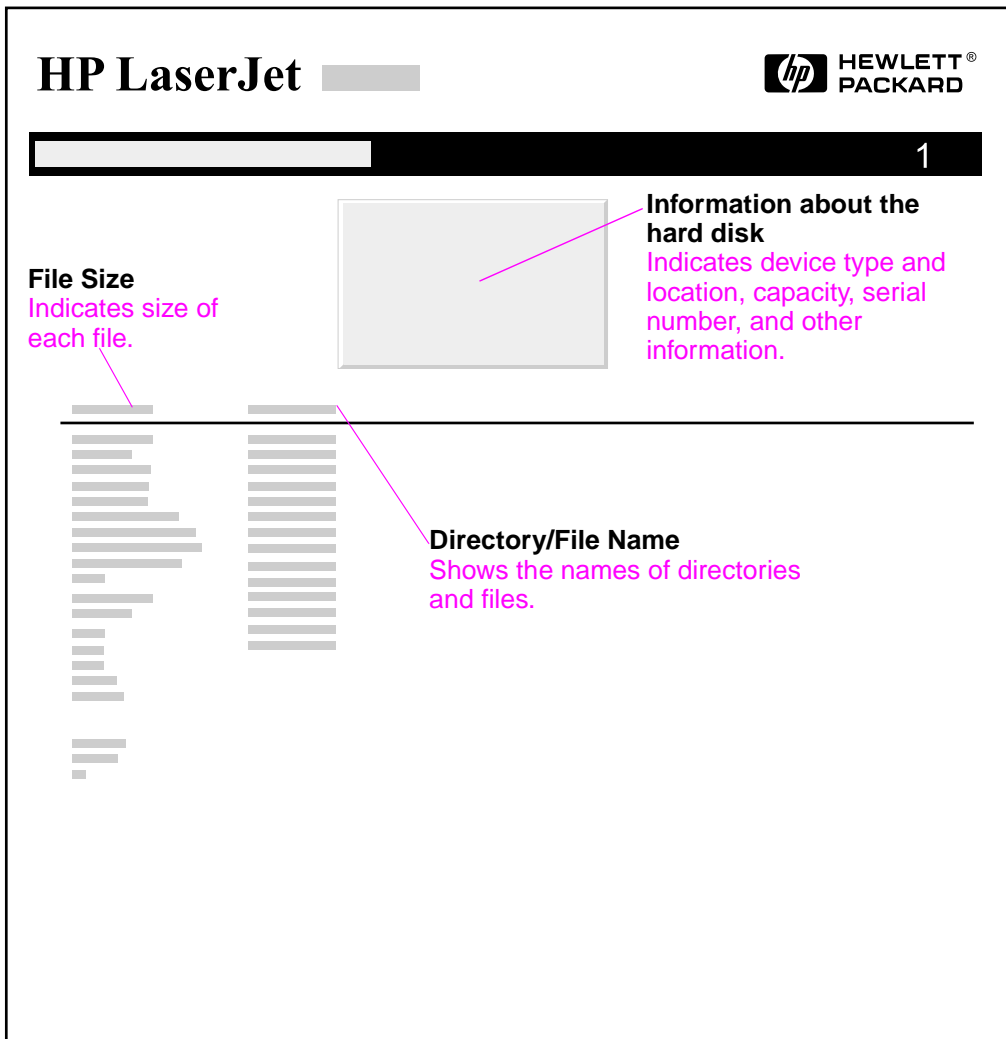 HP LaserJet
hp HEWLETT®
PACKARD
1
Information about the
hard disk
Indicates device type and
location, capacity, serial
number, and other
information.
File Size
Indicates size of
each file.
Directory/File Name
Shows the names of directories
and files.